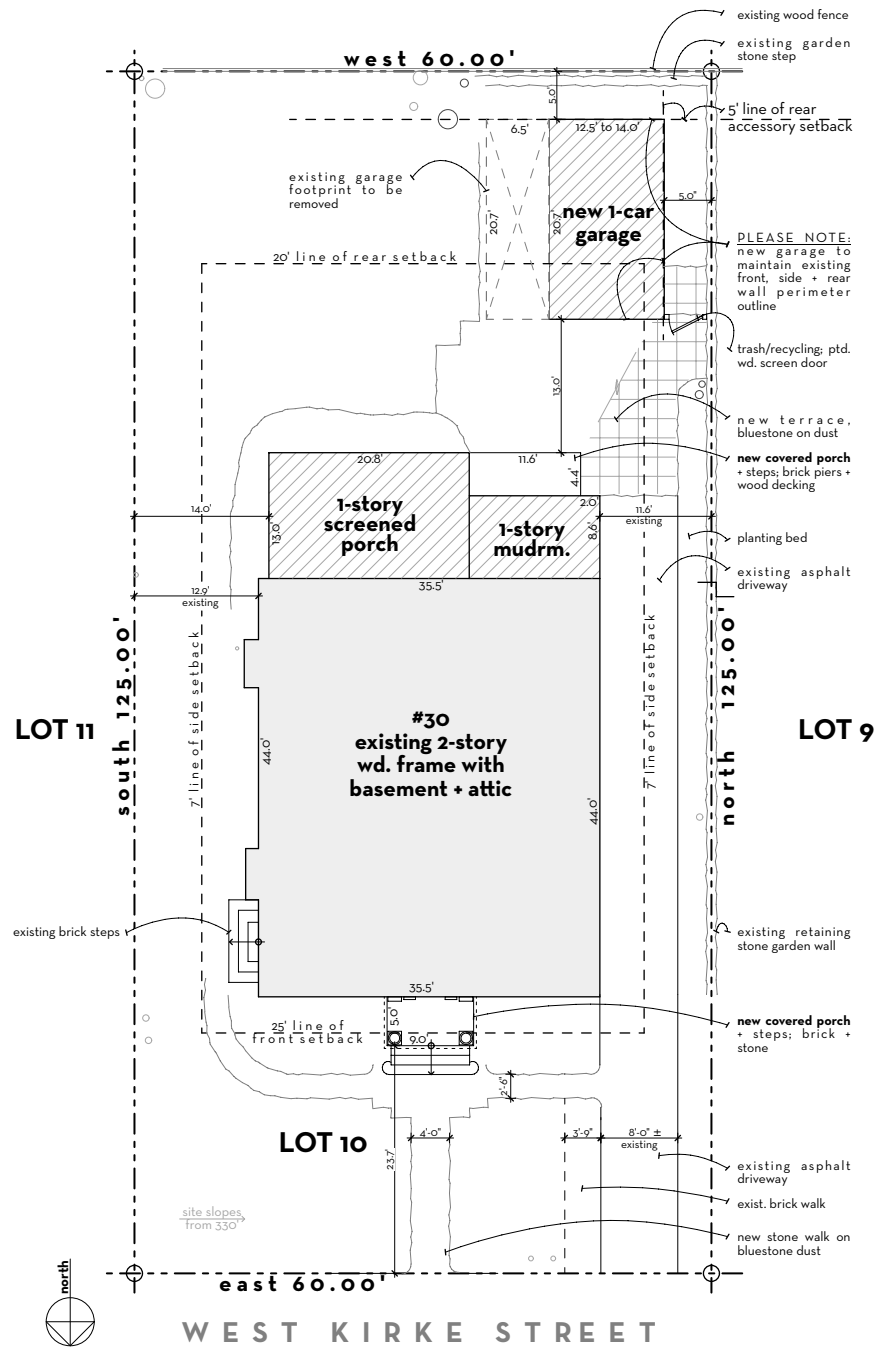 existing wood fence
existing garden
stone step
west 60.00'
5' line of rear
accessory setback
5.0'
6.5'
12.5' to 14.0'
existing garage
footprint to be
removed
20.7'
20.7'
new 1-car
garage
5.0"
PLEASE NOTE:
new garage to
maintain existing
front, side + rear
wall perimeter
outline
20' line of rear setback
trash/recycling; ptd.
wd. screen door
13.0'
new terrace,
bluestone on dust
new covered porch
+ steps; brick piers +
wood decking
20.8'
11.6'
4.4'
2.0'
14.0'
13.0'
1-story
screened
porch
1-story
mudrm.
8.6'
11.6'
existing
planting bed
existing asphalt
driveway
12.9'
existing
35.5'
south 125.00'
7' line of side setback
7' line of side setback
north 125.00'
LOT 11
LOT 9
44.0'
#30
existing 2-story
wd. frame with
basement + attic
44.0'
existing brick steps
existing retaining
stone garden wall
35.5'
5.0'
9.0'
25' line of
front setback
new covered porch
+ steps; brick +
stone
2'-6"
LOT 10
4'-0"
3'-9"
8'-0" ±
existing
23.7'
existing asphalt
driveway
exist. brick walk
site slopes
from 330'
new stone walk on
bluestone dust
east 60.00'
north
WEST KIRKE STREET